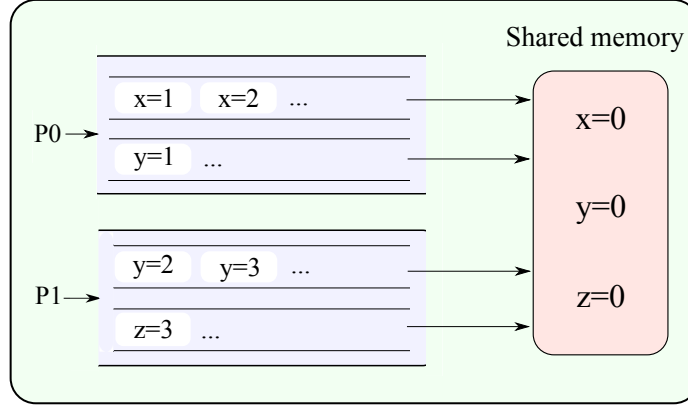 Shared memory
P0
x=1 x=2 ...
y=1 ...
P1
y=2 y=3 ...
z=3 ...
x=0
y=0
z=0